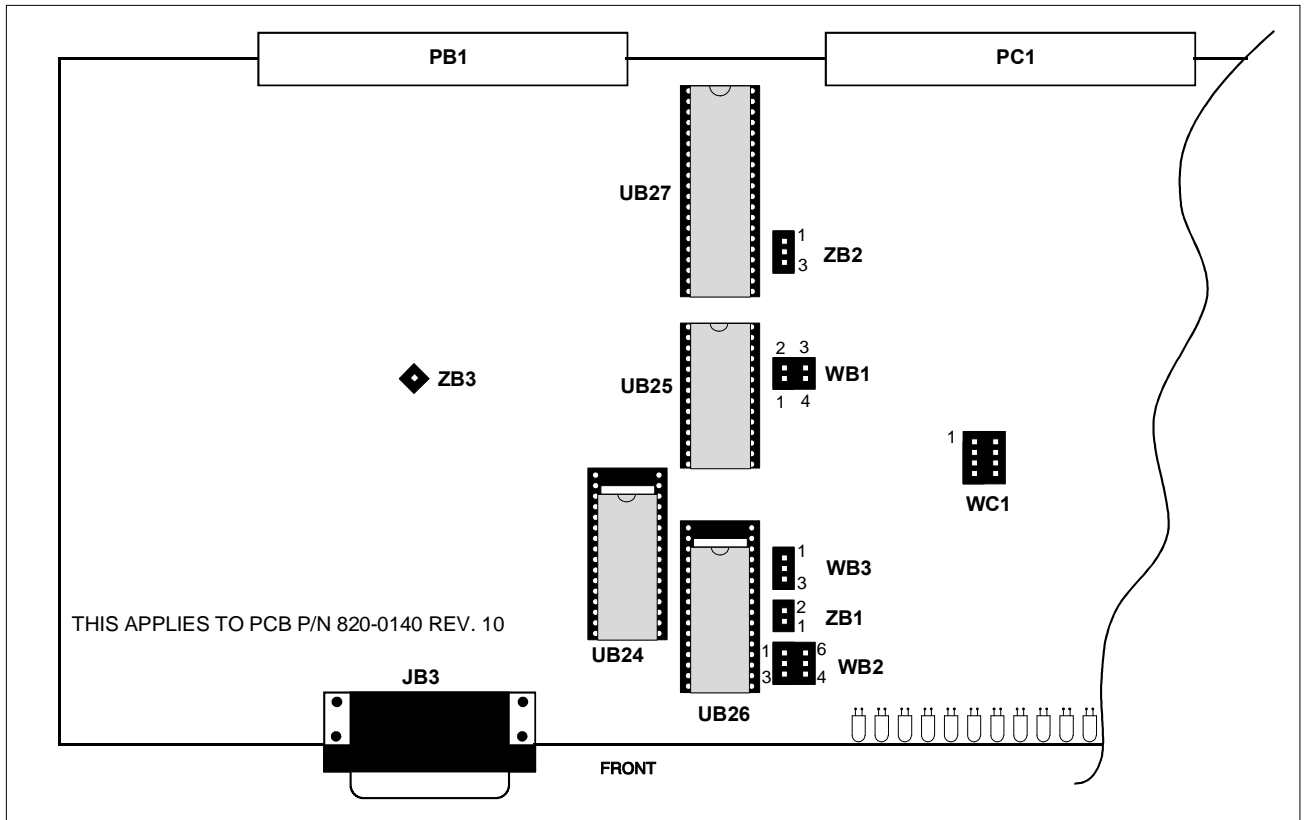 PB1
PC1
UB27
1
ZB2
3
2 3
ZB3
UB25
WB1
1 4
1
WC1
1
WB3
3
2
ZB1
1
THIS APPLIES TO PCB P/N 820-0140 REV. 10
UB24
1 6
WB2
3 4
JB3
UB26
FRONT